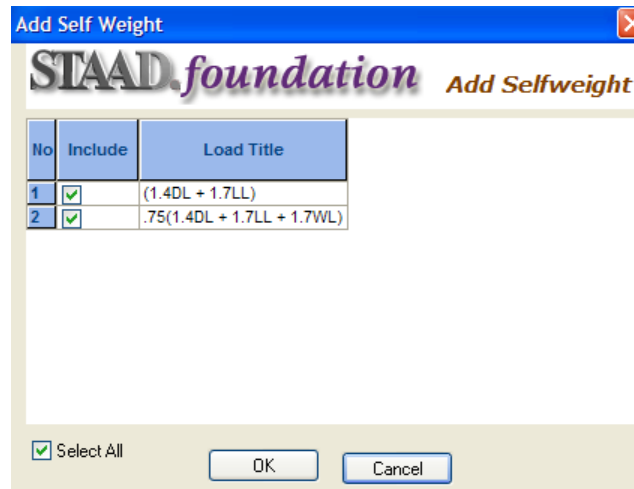 Add Self Weight
STAAD.foundation Add Selfweight
No Include Load Title
1 (1.4DL + 1.7LL)
2 .75(1.4DL + 1.7LL + 1.7WL)
Select All
OK Cancel